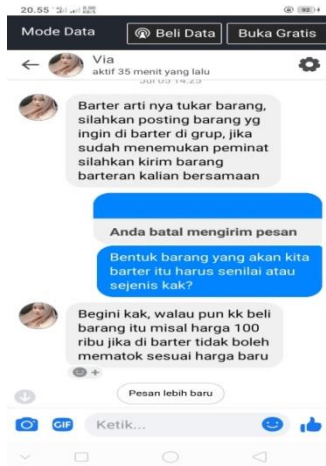 20.55
Mode Data
Beli Data
Buka Gratis
Via
aktif 35 menit yang lalu
Jul 05 14.25
Barter arti nya tukar barang,
silahkan posting barang yg
ingin di barter di grup, jika
sudah menemukan peminat
silahkan kirim barang
barteran kalian bersamaan
Anda batal mengirim pesan
Bentuk barang yang akan kita
barter itu harus senilai atau
sejenis kak?
Begini kak, walau pun kk beli
barang itu misal harga 100
ribu jika di barter tidak boleh
mematok sesuai harga baru
Pesan lebih baru
GIF
Ketik...